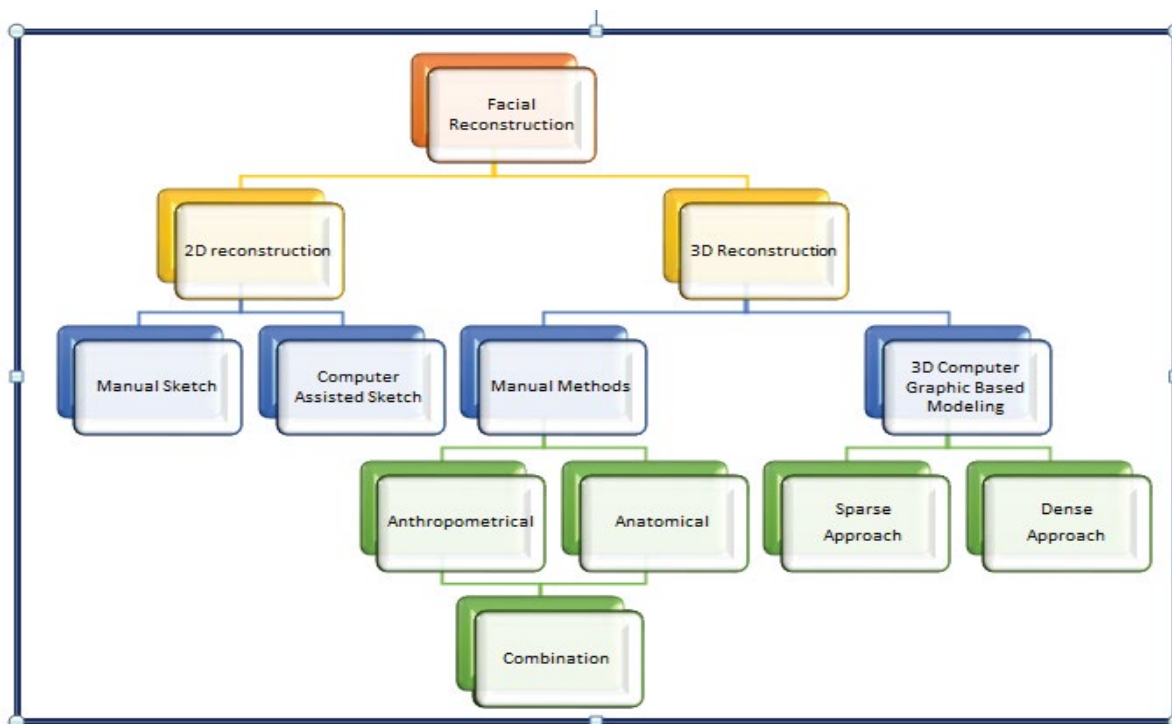 Facial
Reconstruction
2D reconstruction
3D Reconstruction
Manual Sketch
Computer
Assisted Sketch
Manual Methods
3D Computer
Graphic Based
Modeling
Anthropometrical
Anatomical
Sparse
Approach
Dense
Approach
Combination